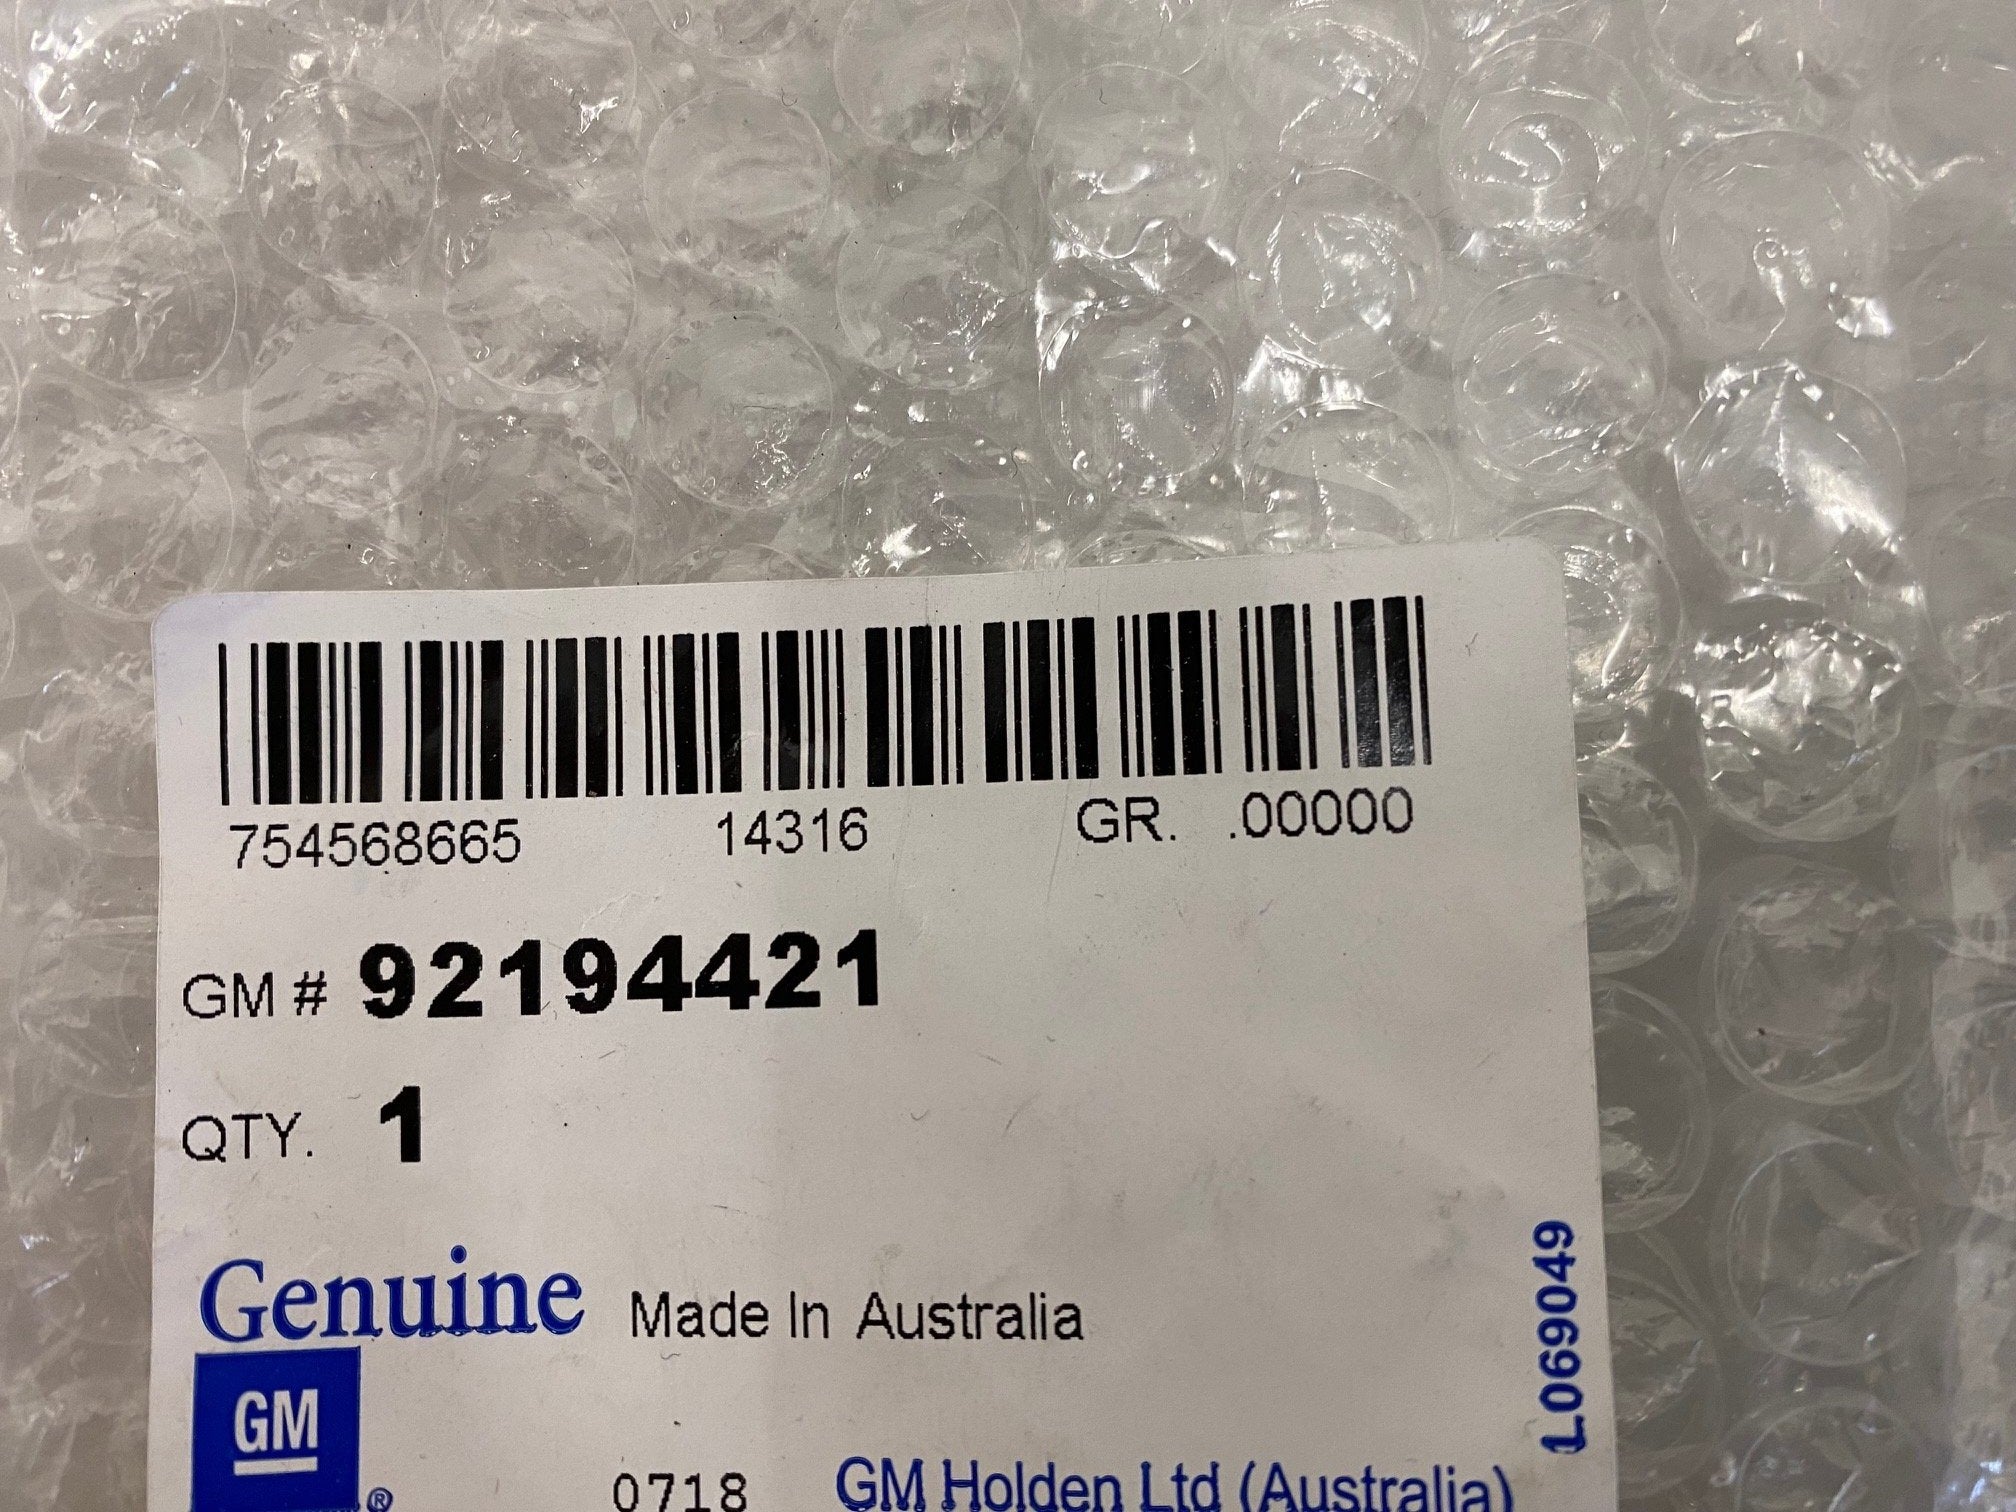 754568665 14316 GR. .00000
GM # 92194421
QTY. 1
Genuine Made In Australia
GM ®
0718 GM Holden Ltd (Australia)
L069049